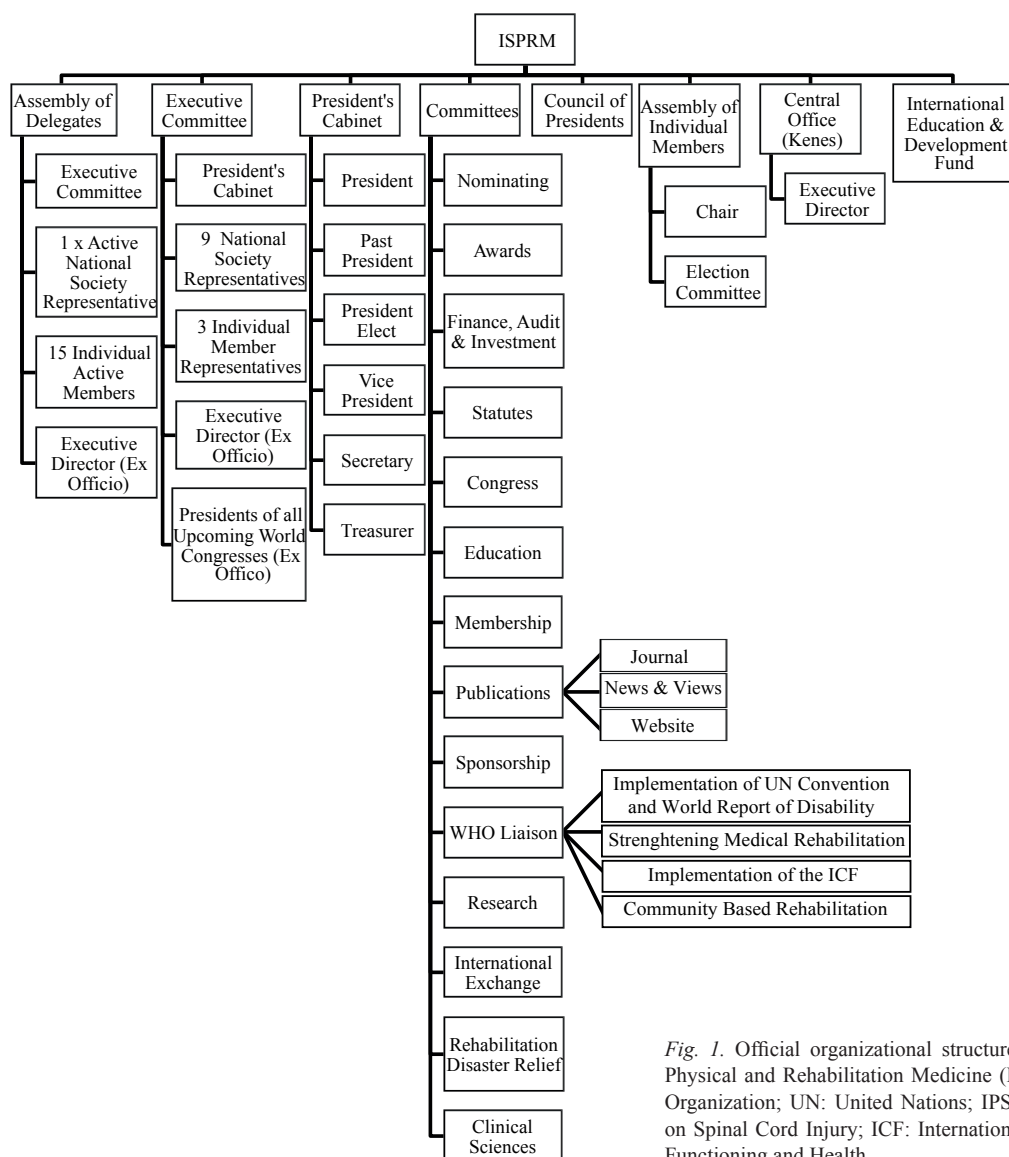 ISPRM
Assembly of
Delegates
Executive
Committee
1 x Active
National
Society
Representative
15 Individual
Active
Members
Executive
Director (Ex
Officio)
Executive
Committee
President's
Cabinet
9 National
Society
Representatives
3 Individual
Member
Representatives
Executive
Director (Ex
Officio)
Presidents of all
Upcoming World
Congresses (Ex
Offico)
President's
Cabinet
President
Past
President
President
Elect
Vice
President
Secretary
Treasurer
Committees
Nominating
Awards
Finance, Audit
& Investment
Statutes
Congress
Education
Membership
Publications
Journal
News & Views
Website
Sponsorship
WHO Liaison
Implementation of UN Convention
and World Report of Disability
Strenghtening Medical Rehabilitation
Implementation of the ICF
Community Based Rehabilitation
Research
International
Exchange
Rehabilitation
Disaster Relief
Clinical
Sciences
Council of
Presidents
Assembly of
Individual
Members
Chair
Election
Committee
Central
Office
(Kenes)
Executive
Director
International
Education &
Development
Fund
Fig. 1. Official organizational structure
Physical and Rehabilitation Medicine (
Organization; UN: United Nations; IPS
on Spinal Cord Injury; ICF: Internation
Functioning and Health